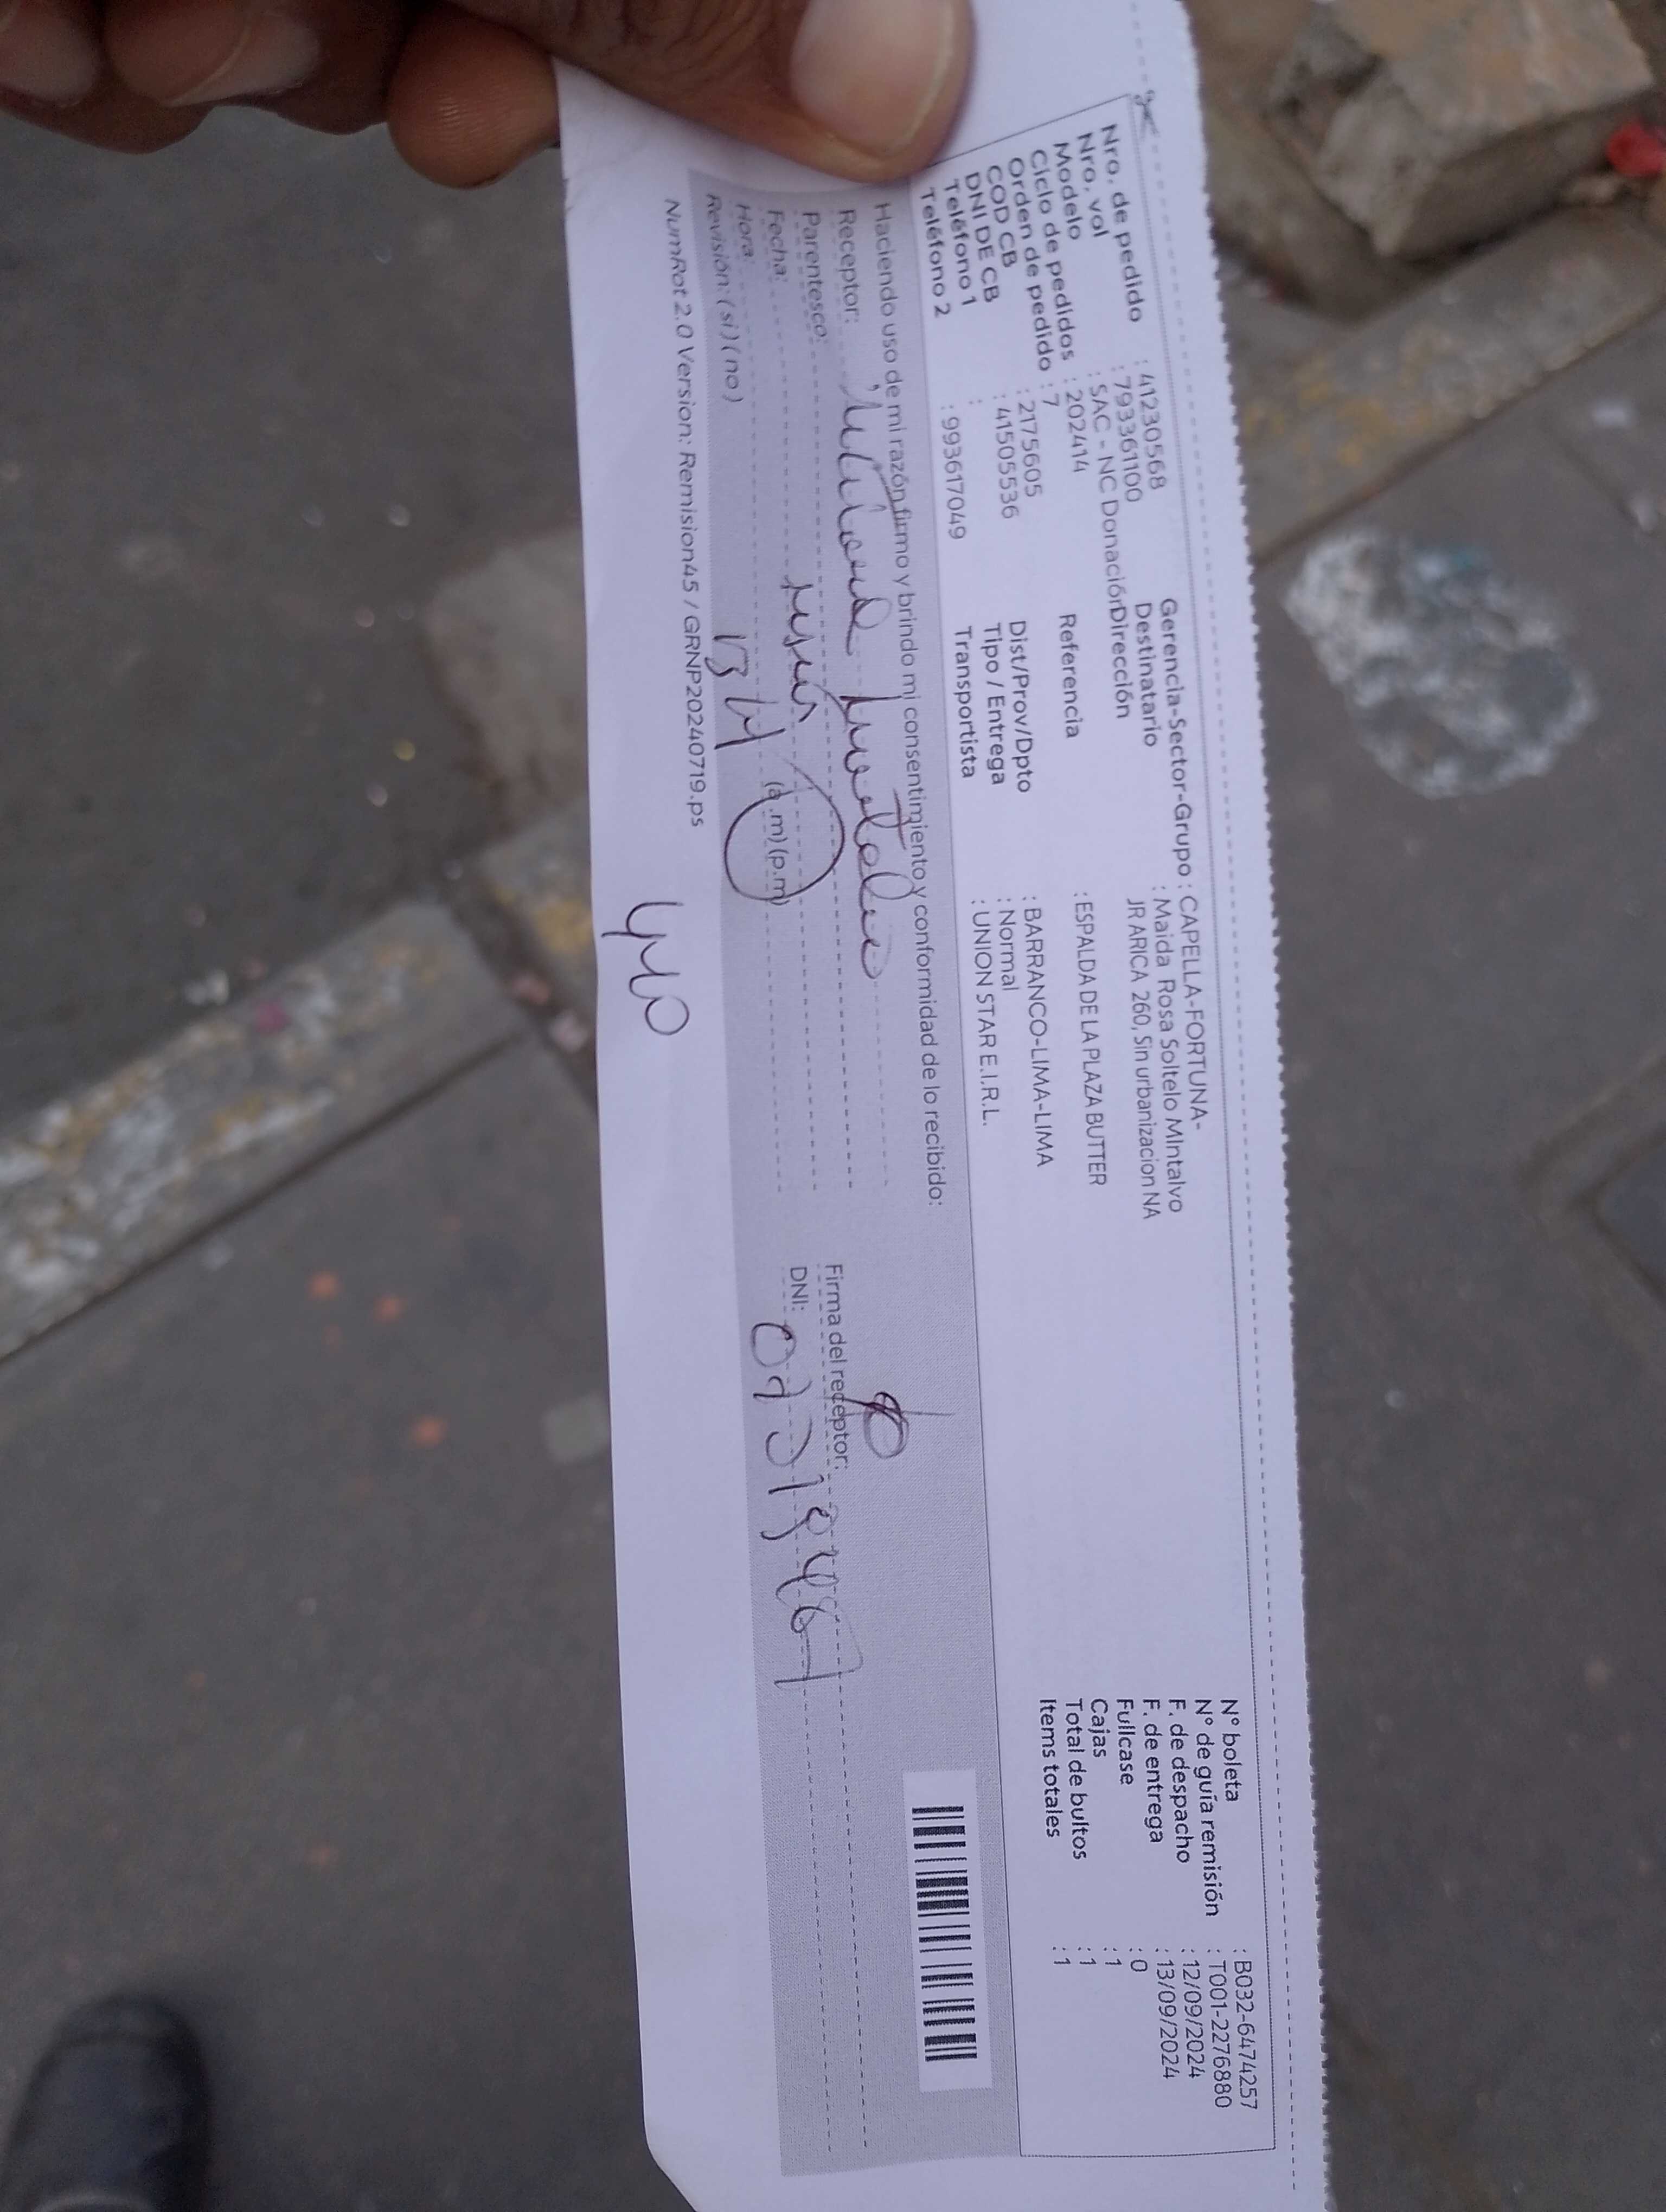 Nro. de pedido : 41230568
Nro. vol : 793361100
Modelo : SAC - NC Donación
Ciclo de pedidos : 202414
Orden de pedido : 7
COD CB : 2175605
DNI DE CB : 41505536
Teléfono 1 :
Teléfono 2 : 993617049
Gerencia-Sector-Grupo : CAPELLA-FORTUNA-
Destinatario : Maida Rosa Soltelo MIntalvo
Dirección JR ARICA 260, Sin urbanizacion NA
Referencia : ESPALDA DE LA PLAZA BUTTER
Dist/Prov/Dpto : BARRANCO-LIMA-LIMA
Tipo / Entrega : Normal
Transportista : UNION STAR E.I.R.L.
N° boleta : B032-6474257
N° de guía remisión : T001-2276880
F. de despacho : 12/09/2024
F. de entrega : 13/09/2024
Fullcase : 0
Cajas : 1
Total de bultos : 1
Items totales : 1
Haciendo uso de mi razón firmo y brindo mi consentimiento y conformidad de lo recibido:
Receptor:
Parentesco:
Fecha:
Hora: (a.m) (p.m)
Revisión: (si) (no)
Firma del receptor:
DNI:
NumRot 2.0 Version: Remision45 / GRNP20240719.ps